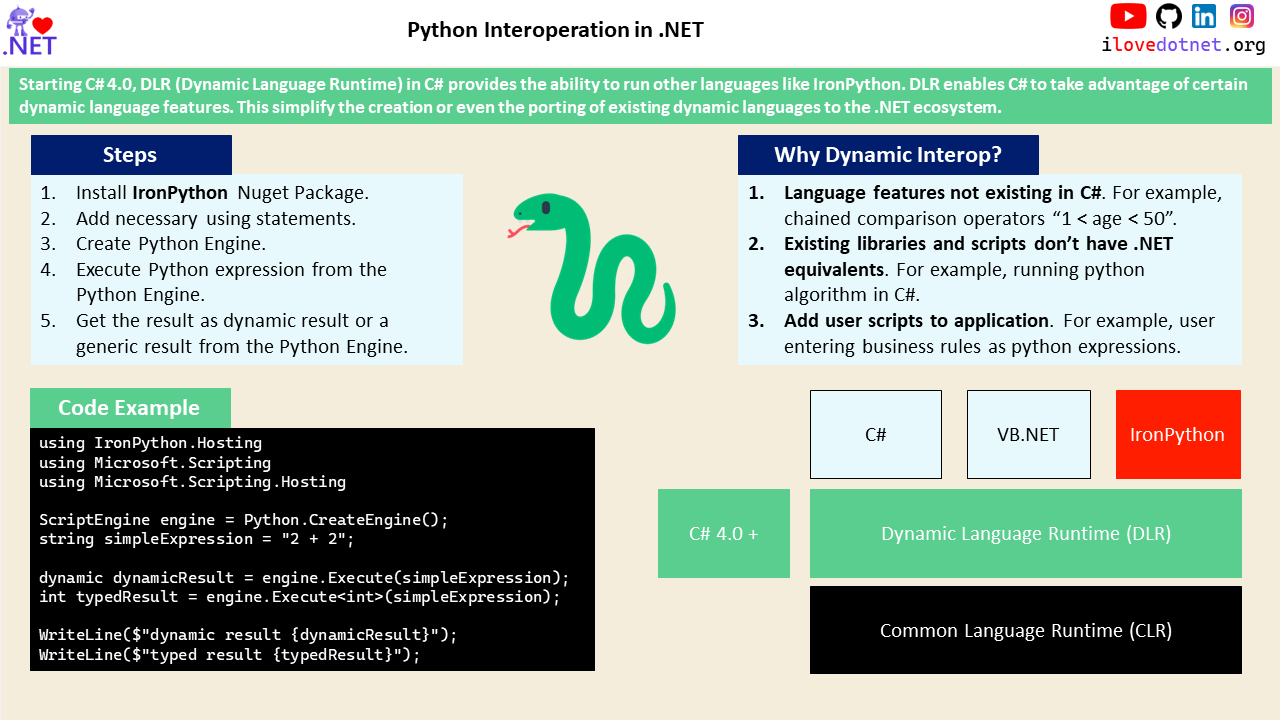 .NET
Python Interoperation in .NET
ilovedotnet.org
Starting C# 4.0, DLR (Dynamic Language Runtime) in C# provides the ability to run other languages like IronPython. DLR enables C# to take advantage of certain
dynamic language features. This simplify the creation or even the porting of existing dynamic languages to the .NET ecosystem.
Steps
1. Install IronPython Nuget Package.
2. Add necessary using statements.
3. Create Python Engine.
4. Execute Python expression from the
Python Engine.
5. Get the result as dynamic result or a
generic result from the Python Engine.
Why Dynamic Interop?
1. Language features not existing in C#. For example,
chained comparison operators “1 < age < 50”.
2. Existing libraries and scripts don’t have .NET
equivalents. For example, running python
algorithm in C#.
3. Add user scripts to application. For example, user
entering business rules as python expressions.
Code Example
using IronPython.Hosting
using Microsoft.Scripting
using Microsoft.Scripting.Hosting
ScriptEngine engine = Python.CreateEngine();
string simpleExpression = "2 + 2";
dynamic dynamicResult = engine.Execute(simpleExpression);
int typedResult = engine.Execute<int>(simpleExpression);
WriteLine($"dynamic result {dynamicResult}");
WriteLine($"typed result {typedResult}");
C#
VB.NET
IronPython
C# 4.0 +
Dynamic Language Runtime (DLR)
Common Language Runtime (CLR)